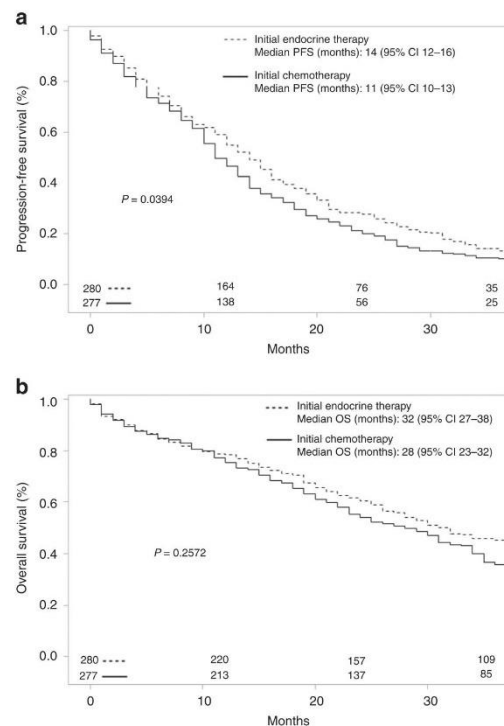 a
1.0
0.8
0.6
0.4
0.2
0.0
Progression-free survival (%)
Initial endocrine therapy
Median PFS (months): 14 (95% CI 12–16)
Initial chemotherapy
Median PFS (months): 11 (95% CI 10–13)
P = 0.0394
280 164 76 35
277 138 56 25
0 10 20 30
Months
b
1.0
0.8
0.6
0.4
0.2
0.0
Overall survival (%)
Initial endocrine therapy
Median OS (months): 32 (95% CI 27–38)
Initial chemotherapy
Median OS (months): 28 (95% CI 23–32)
P = 0.2572
280 220 157 109
277 213 137 85
0 10 20 30
Months